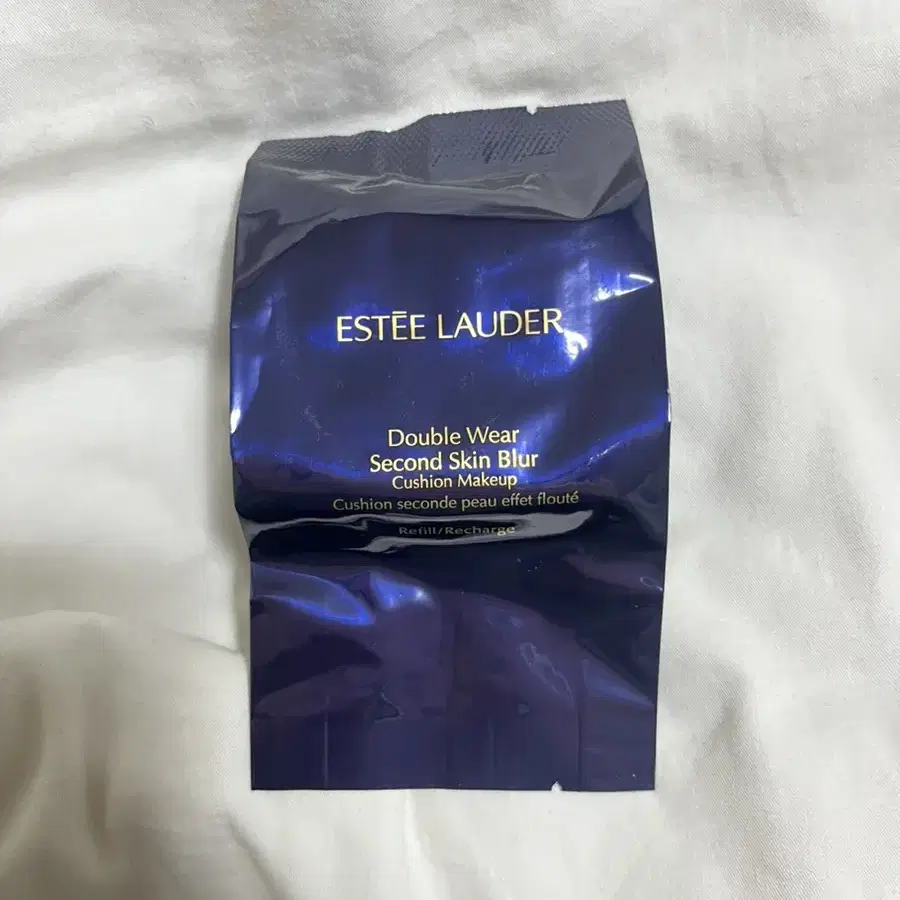 ESTĒE LAUDER
Double Wear
Second Skin Blur
Cushion Makeup
Cushion seconde peau effet flouté
Refill/Recharge